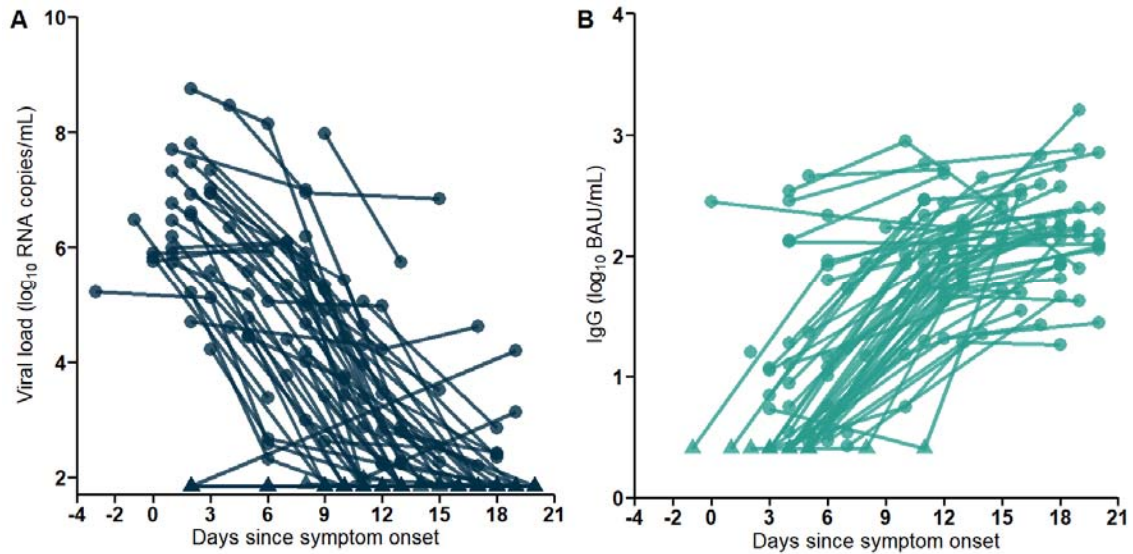 A
Viral load (log10 RNA copies/mL)
10
8
6
4
2
-4 -3 0 3 6 9 12 15 18 21
Days since symptom onset
B
IgG (log10 BAU/mL)
4
3
2
1
0
-4 -3 0 3 6 9 12 15 18 21
Days since symptom onset